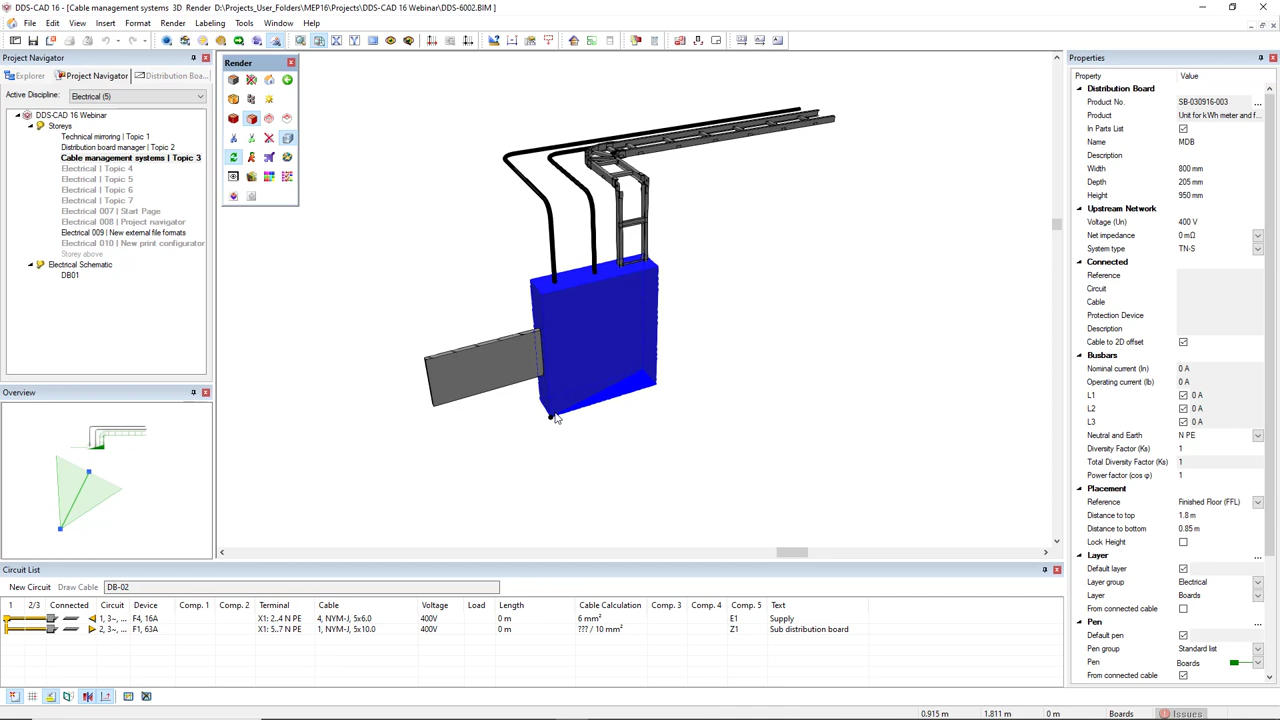 DDS-CAD 16 - [Cable management systems 3D Render D:\Projects_User_Folders\MEP16\Projects\DDS-CAD 16 Webinar\DDS-6002.BIM ]
File Edit View Insert Format Render Labeling Tools Window Help
Project Navigator
Explorer Project Navigator Distribution Boa...
Active Discipline: Electrical (5)
DDS-CAD 16 Webinar
Storeys
Technical mirroring | Topic 1
Distribution board manager | Topic 2
Cable management systems | Topic 3
Electrical | Topic 4
Electrical | Topic 5
Electrical | Topic 6
Electrical | Topic 7
Electrical 007 | Start Page
Electrical 008 | Project navigator
Electrical 009 | New external file formats
Electrical 010 | New print configurator
Storey above
Electrical Schematic
DB01
Overview
Render
Properties
Property Value
Distribution Board
Product No. SB-030916-003 ...
Product Unit for kWh meter and f...
In Parts List
Name MDB
Description
Width 800 mm
Depth 205 mm
Height 950 mm
Upstream Network
Voltage (Un) 400 V
Net impedance 0 mΩ
System type TN-S
Connected
Reference
Circuit
Cable
Protection Device
Description
Cable to 2D offset
Busbars
Nominal current (In) 0 A
Operating current (Ib) 0 A
L1 0 A
L2 0 A
L3 0 A
Neutral and Earth N PE
Diversity Factor (Ks) 1
Total Diversity Factor (Ks) 1
Power factor (cos φ) 1
Placement
Reference Finished Floor (FFL)
Distance to top 1.8 m
Distance to bottom 0.85 m
Lock Height
Layer ...
Default layer
Layer group Electrical
Layer Boards
From connected cable
Pen ...
Default pen
Pen group Standard list
Pen Boards
From connected cable
Circuit List
New Circuit Draw Cable DB-02
1 2/3 Connected Circuit Device Comp. 1 Comp. 2 Terminal Cable Voltage Load Length Cable Calculation Comp. 3 Comp. 4 Comp. 5 Text
1, 3~, ... F4, 16A X1: 2..4 N PE 4, NYM-J, 5x6.0 400V 0 m 6 mm² E1 Supply
2, 3~, ... F1, 63A X1: 5..7 N PE 1, NYM-J, 5x10.0 400V 0 m ??? / 10 mm² Z1 Sub distribution board
0.915 m 1.811 m 0 m Boards Issues